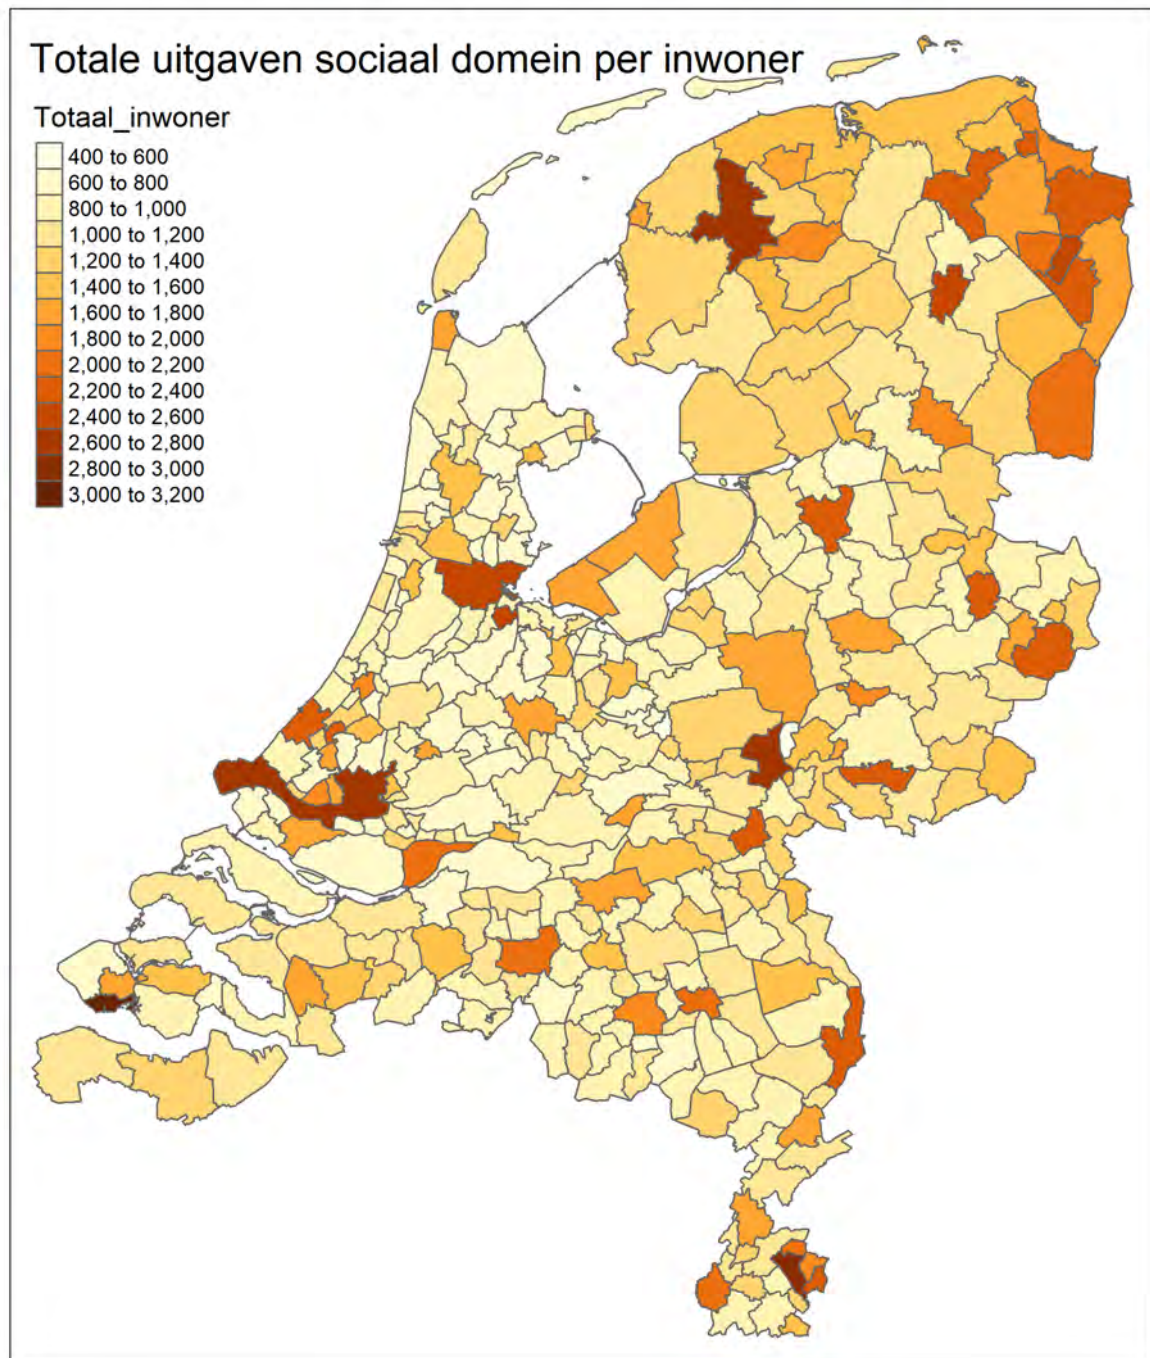 Totale uitgaven sociaal domein per inwoner
Totaal_inwoner
400 to 600
600 to 800
800 to 1,000
1,000 to 1,200
1,200 to 1,400
1,400 to 1,600
1,600 to 1,800
1,800 to 2,000
2,000 to 2,200
2,200 to 2,400
2,400 to 2,600
2,600 to 2,800
2,800 to 3,000
3,000 to 3,200